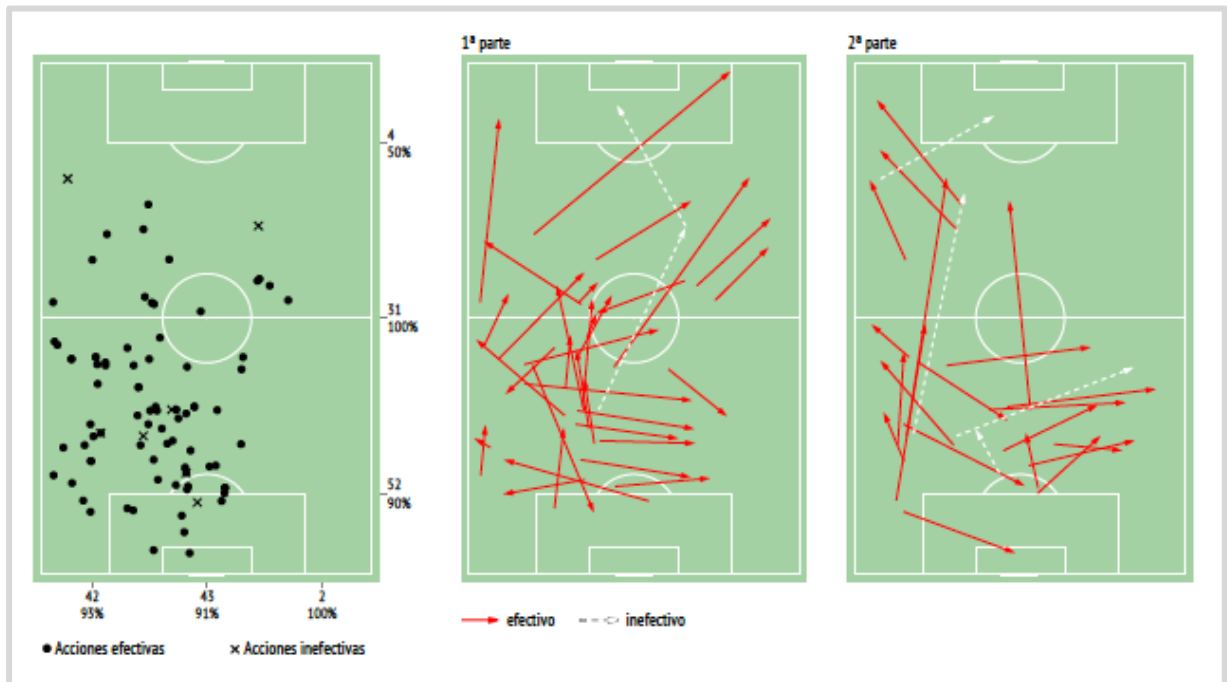 1ª parte
2ª parte
4
50%
31
100%
52
90%
42
93%
43
91%
2
100%
efectivo
inefectivo
Acciones efectivas
Acciones inefectivas